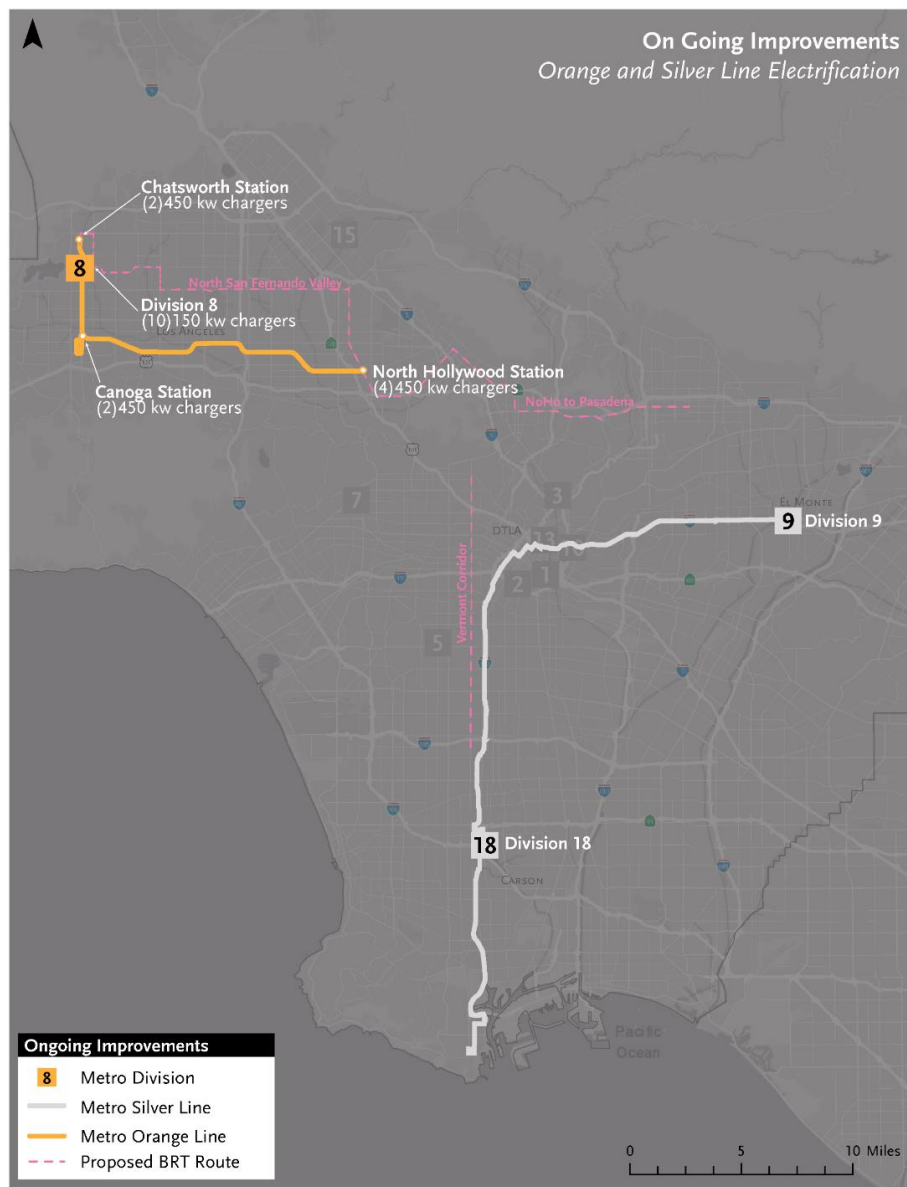 On Going Improvements
Orange and Silver Line Electrification
Chatsworth Station
(2)450 kw chargers
15
8
North San Fernando Valley
Division 8
(10)150 kw chargers
LOS ANGELES
Canoga Station
(2)450 kw chargers
North Hollywood Station
(4)450 kw chargers
NoHo to Pasadena
7
3
EL MONTE
9 Division 9
DTLA
13
10
2
1
Vermont Corridor
5
18 Division 18
CARSON
Pacific
Ocean
Ongoing Improvements
8 Metro Division
Metro Silver Line
Metro Orange Line
Proposed BRT Route
0 5 10 Miles